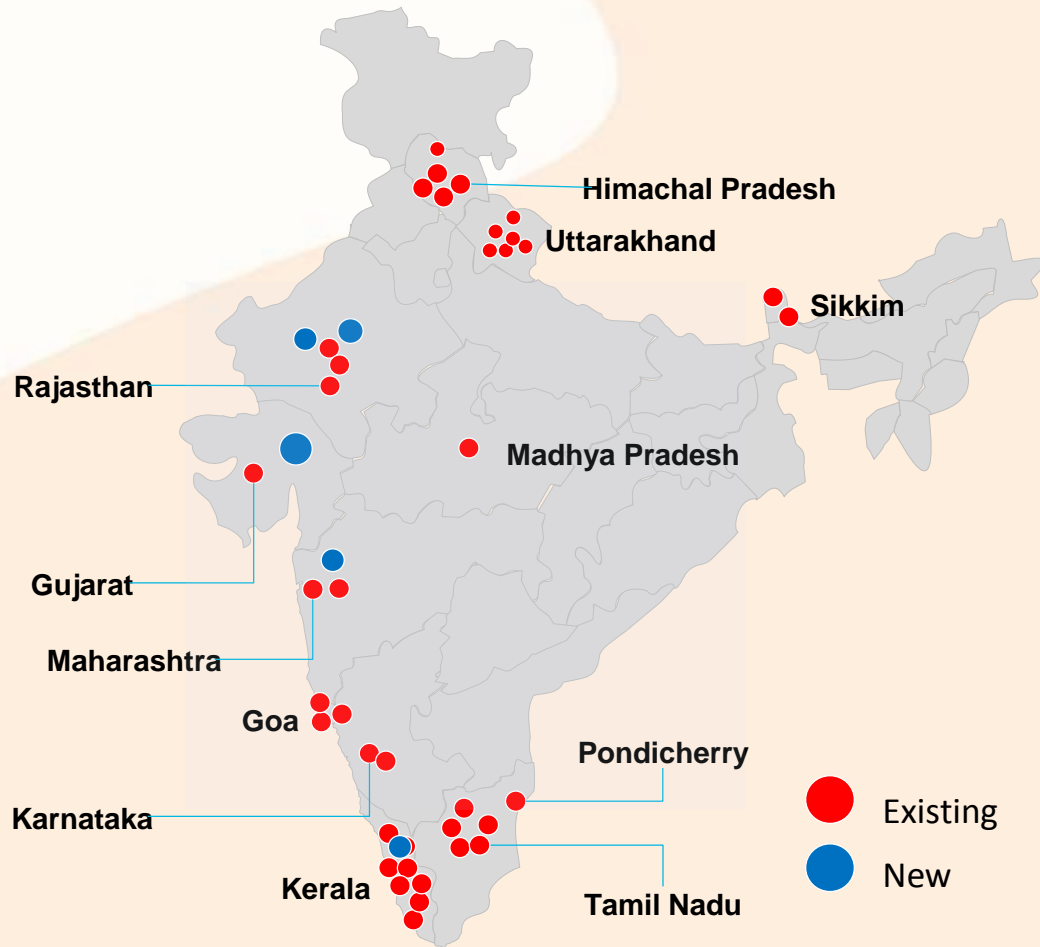 Himachal Pradesh
Uttarakhand
Sikkim
Rajasthan
Madhya Pradesh
Gujarat
Maharashtra
Goa
Pondicherry
Existing
Karnataka
New
Kerala
Tamil Nadu